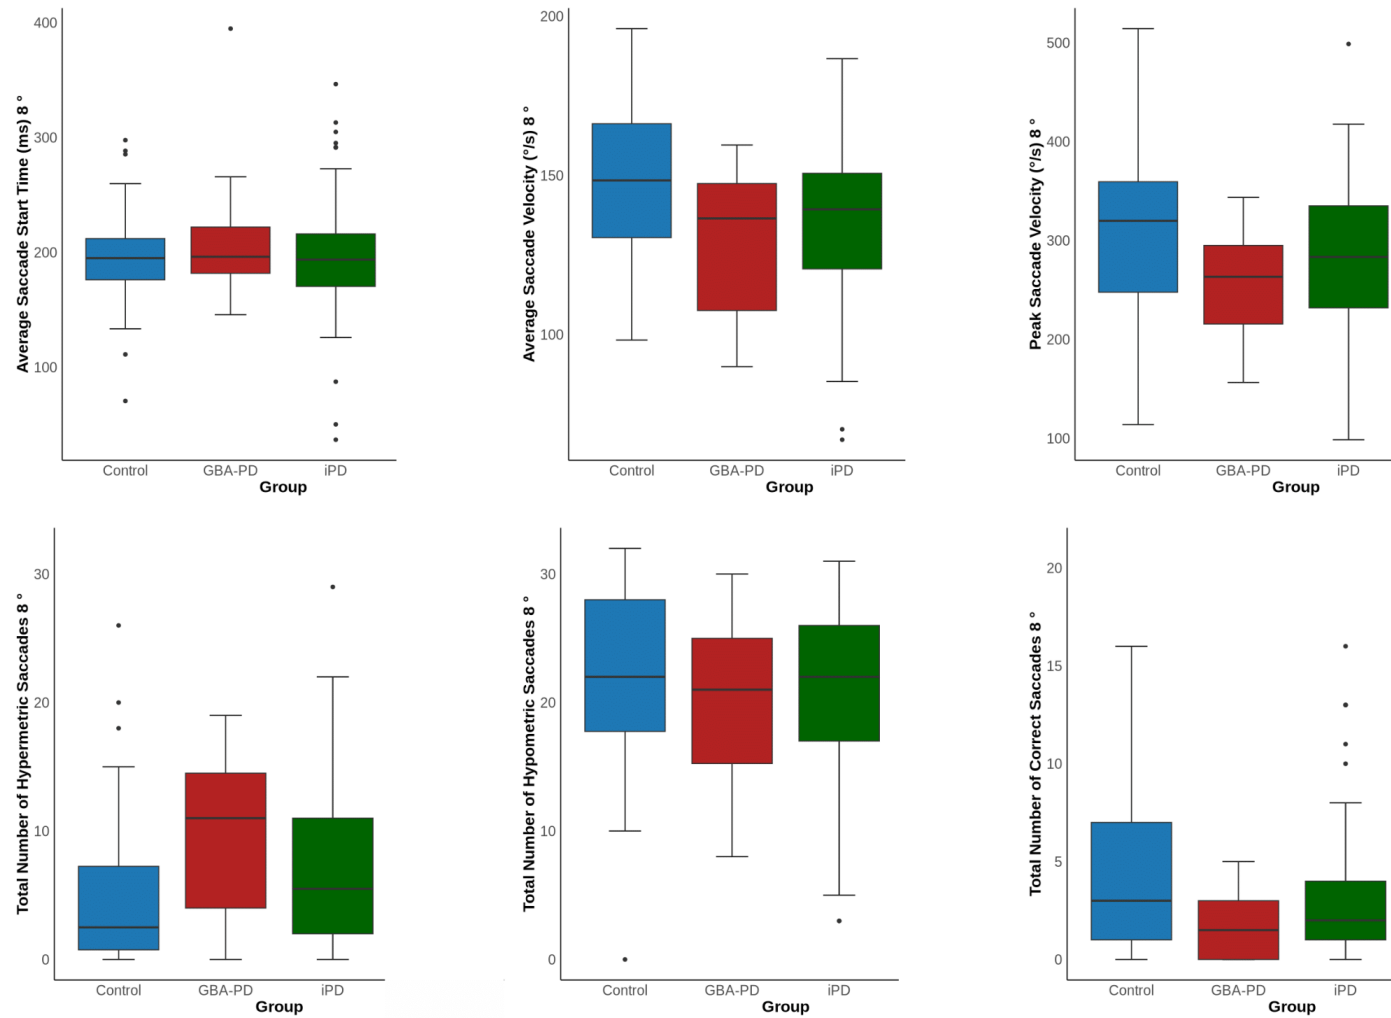 Average Saccade Start Time (ms) 8 °
400
300
200
100
Control GBA-PD iPD
Group
Average Saccade Velocity (°/s) 8 °
200
150
100
Control GBA-PD iPD
Group
Peak Saccade Velocity (°/s) 8 °
500
400
300
200
100
Control GBA-PD iPD
Group
Total Number of Hypermetric Saccades 8 °
30
20
10
0
Control GBA-PD iPD
Group
Total Number of Hypometric Saccades 8 °
30
20
10
0
Control GBA-PD iPD
Group
Total Number of Correct Saccades 8 °
20
15
10
5
0
Control GBA-PD iPD
Group